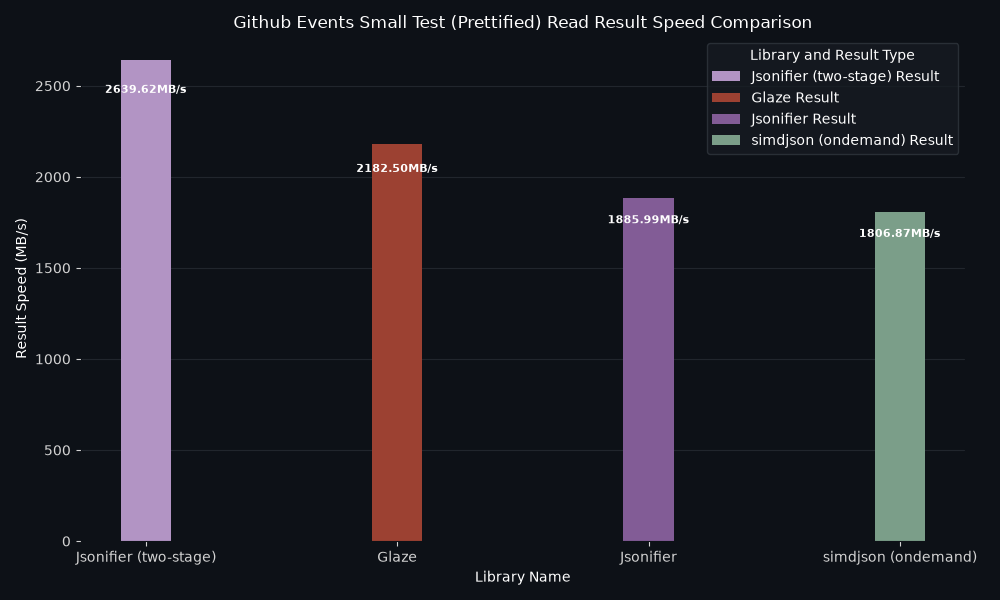 Github Events Small Test (Prettified) Read Result Speed Comparison
Library and Result Type
Jsonifier (two-stage) Result
Glaze Result
Jsonifier Result
simdjson (ondemand) Result
Result Speed (MB/s)
2500
2000
1500
1000
500
0
2639.62MB/s
2182.50MB/s
1885.99MB/s
1806.87MB/s
Jsonifier (two-stage)
Glaze
Jsonifier
simdjson (ondemand)
Library Name